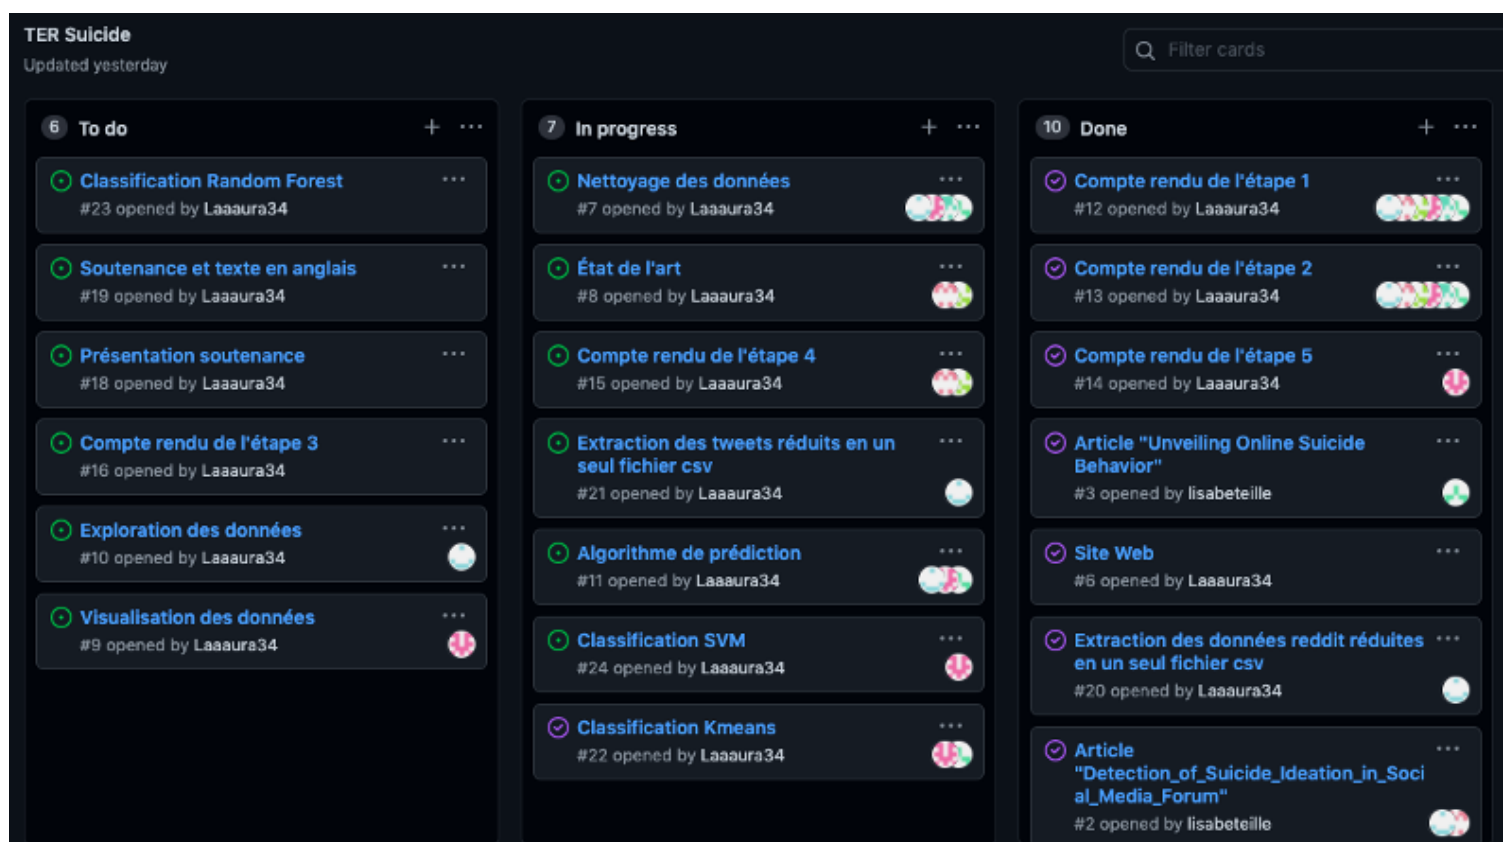 TER Suicide
Updated yesterday
Filter cards
6 To do
Classification Random Forest
#23 opened by Laaaura34
Soutenance et texte en anglais
#19 opened by Laaaura34
Présentation soutenance
#18 opened by Laaaura34
Compte rendu de l'étape 3
#16 opened by Laaaura34
Exploration des données
#10 opened by Laaaura34
Visualisation des données
#9 opened by Laaaura34
7 In progress
Nettoyage des données
#7 opened by Laaaura34
État de l'art
#8 opened by Laaaura34
Compte rendu de l'étape 4
#15 opened by Laaaura34
Extraction des tweets réduits en un
seul fichier csv
#21 opened by Laaaura34
Algorithme de prédiction
#11 opened by Laaaura34
Classification SVM
#24 opened by Laaaura34
Classification Kmeans
#22 opened by Laaaura34
10 Done
Compte rendu de l'étape 1
#12 opened by Laaaura34
Compte rendu de l'étape 2
#13 opened by Laaaura34
Compte rendu de l'étape 5
#14 opened by Laaaura34
Article "Unveiling Online Suicide
Behavior"
#3 opened by lisabeteille
Site Web
#6 opened by Laaaura34
Extraction des données reddit réduites
en un seul fichier csv
#20 opened by Laaaura34
Article
"Detection_of_Suicide_Ideation_in_Soci
al_Media_Forum"
#2 opened by lisabeteille